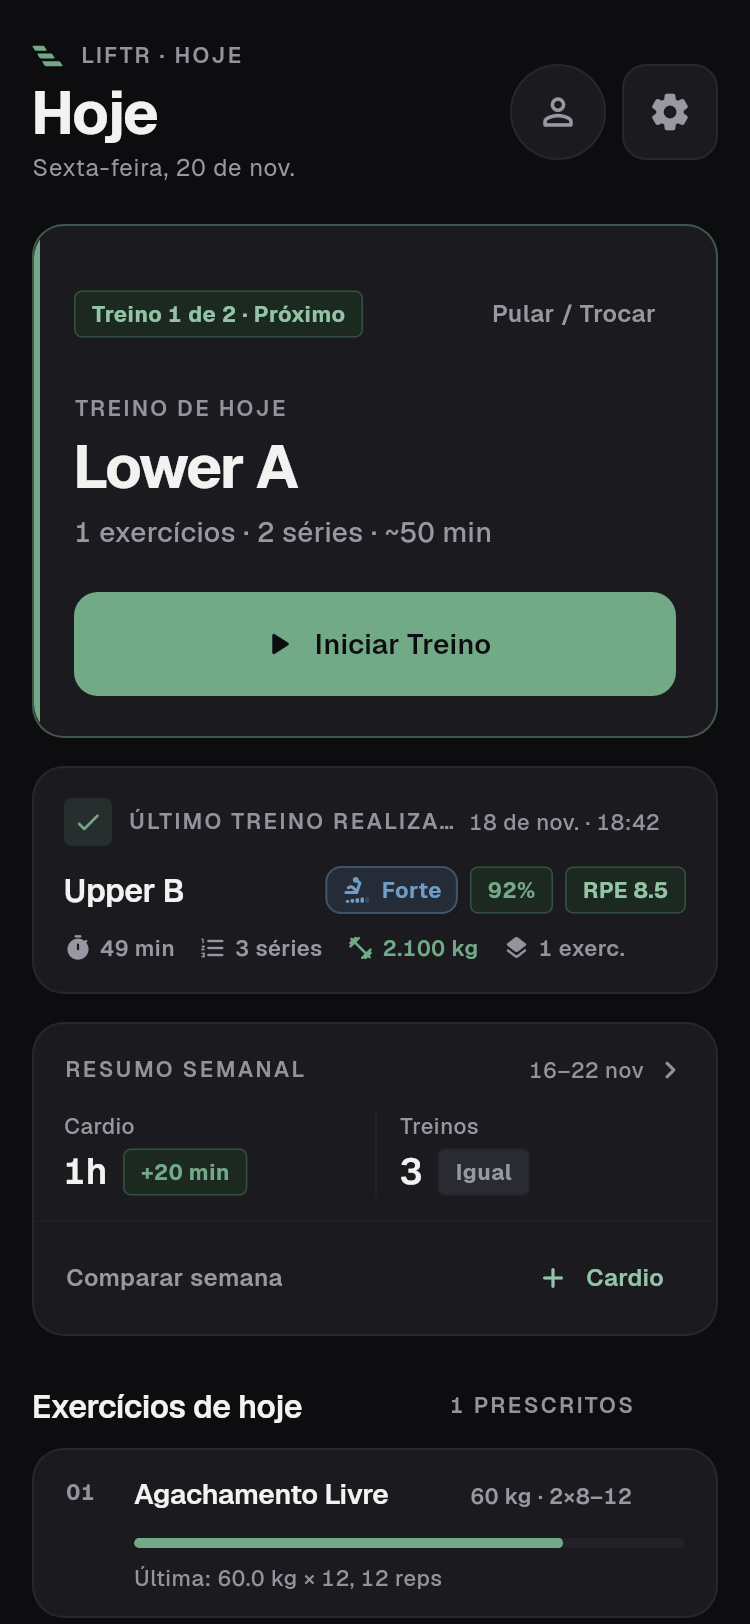 LIFTR · HOJE
Hoje
Sexta-feira, 20 de nov.
Treino 1 de 2 · Próximo
Pular / Trocar
TREINO DE HOJE
Lower A
1 exercícios · 2 séries · ~50 min
Iniciar Treino
ÚLTIMO TREINO REALIZA… 18 de nov. · 18:42
Upper B
Forte
92%
RPE 8.5
49 min
3 séries
2.100 kg
1 exerc.
RESUMO SEMANAL
16–22 nov
Cardio
1h +20 min
Treinos
3 Igual
Comparar semana
Cardio
Exercícios de hoje
1 PRESCRITOS
01
Agachamento Livre
60 kg · 2×8–12
Última: 60.0 kg × 12, 12 reps